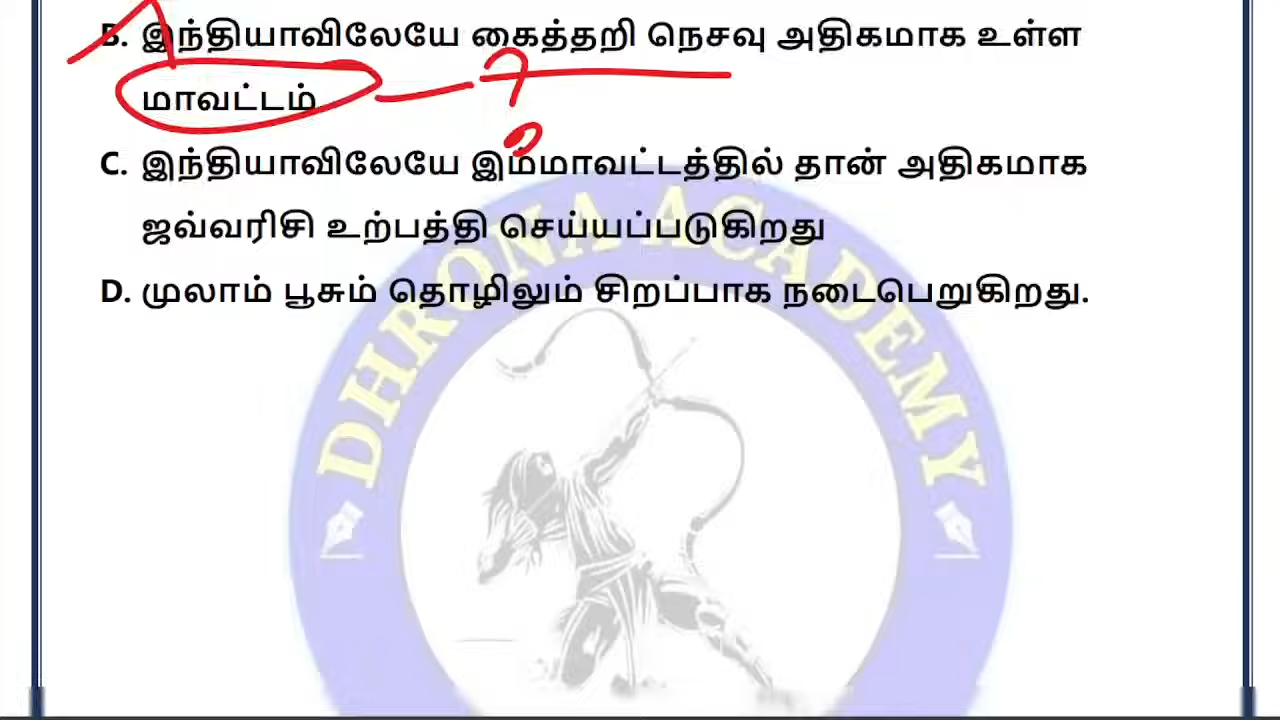 B. இந்தியாவிலேயே கைத்தறி நெசவு அதிகமாக உள்ள
மாவட்டம் ?
C. இந்தியாவிலேயே இம்மாவட்டத்தில் தான் அதிகமாக
ஜவ்வரிசி உற்பத்தி செய்யப்படுகிறது
D. முலாம் பூசும் தொழிலும் சிறப்பாக நடைபெறுகிறது.
DHRONA ACADEMY